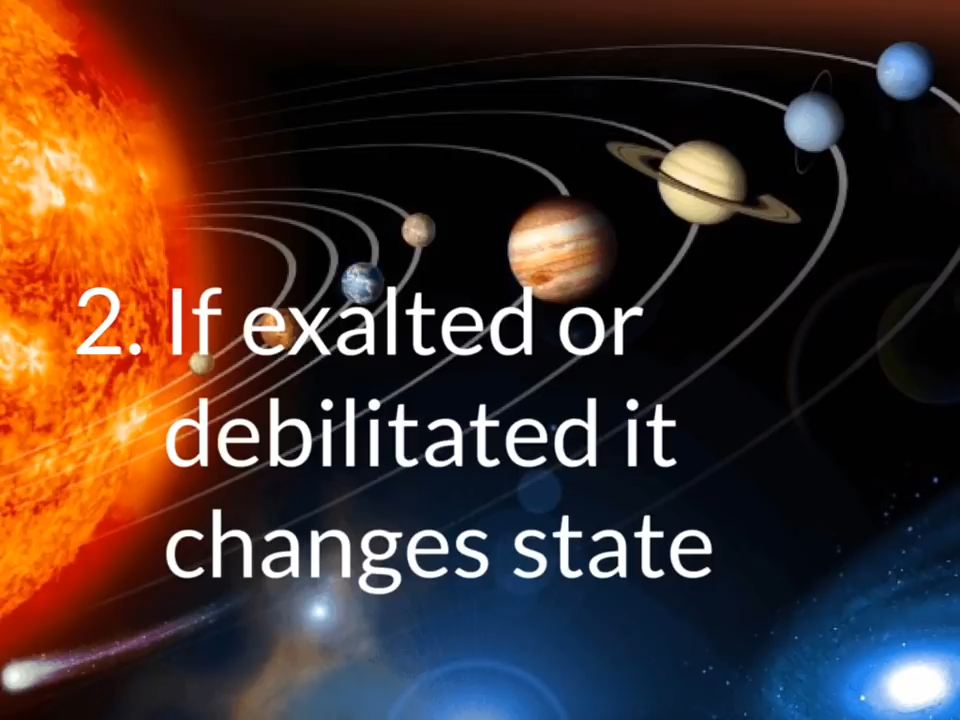 2. If exalted or
debilitated it
changes state